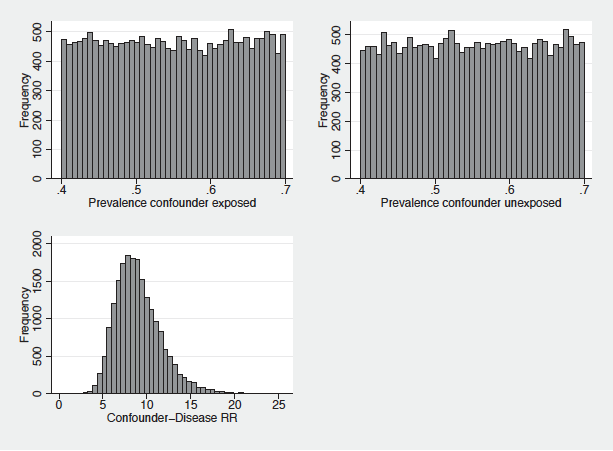 500
400
300
200
100
0
Frequency
.4 .5 .6 .7
Prevalence confounder exposed
500
400
300
200
100
0
Frequency
.4 .5 .6 .7
Prevalence confounder unexposed
2000
1500
1000
500
0
Frequency
0 5 10 15 20 25
Confounder–Disease RR